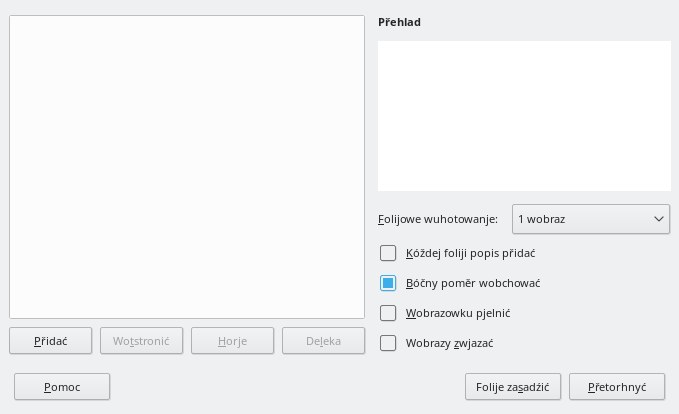 Přehlad
Folijowe wuhotowanje:
1 wobraz
Kóždej foliji popis přidać
Bóčny poměr wobchować
Wobrazowku pjelnić
Wobrazy zwjazać
Přidać
Wotstronić
Horje
Deleka
Pomoc
Folije zasadźić
Přetorhnyć